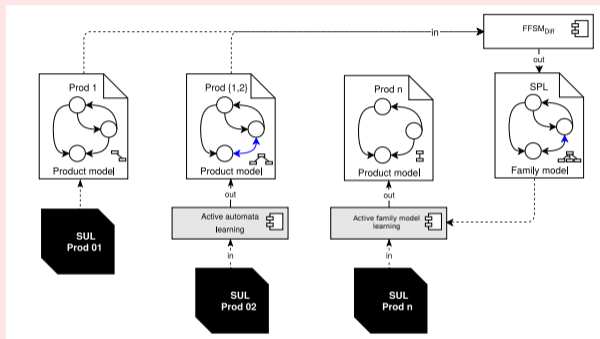 in
FFSMDiff
out
Prod 1
Product model
Prod {1,2}
Product model
Prod n
Product model
SPL
Family model
out
out
Active automata
learning
Active family model
learning
SUL
Prod 01
in
in
SUL
Prod 02
SUL
Prod n